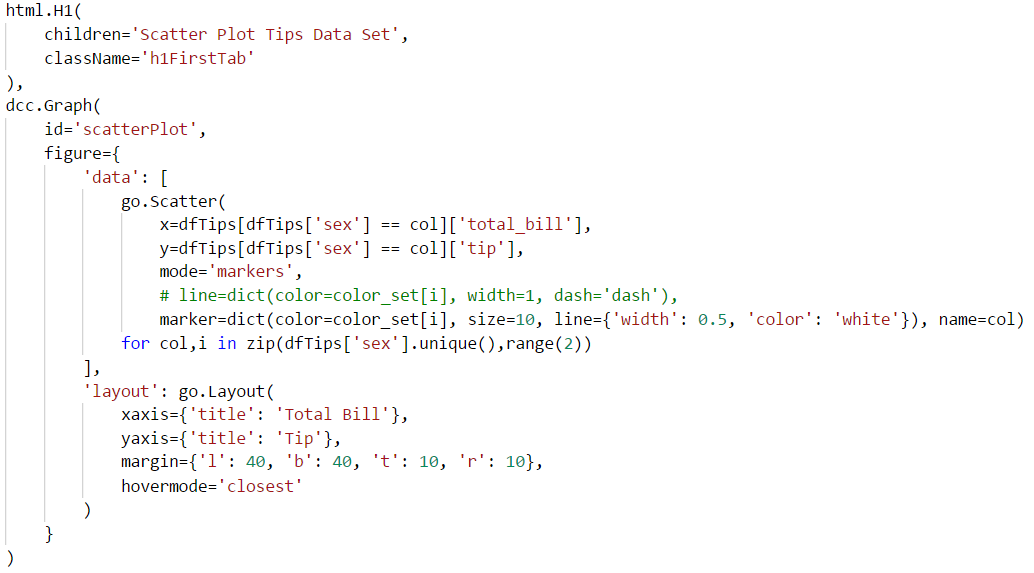 html.H1(
    children='Scatter Plot Tips Data Set',
    className='h1FirstTab'
),
dcc.Graph(
    id='scatterPlot',
    figure={
        'data': [
            go.Scatter(
                x=dfTips[dfTips['sex'] == col]['total_bill'],
                y=dfTips[dfTips['sex'] == col]['tip'],
                mode='markers',
                # line=dict(color=color_set[i], width=1, dash='dash'),
                marker=dict(color=color_set[i], size=10, line={'width': 0.5, 'color': 'white'}), name=col)
            for col,i in zip(dfTips['sex'].unique(),range(2))
        ],
        'layout': go.Layout(
            xaxis={'title': 'Total Bill'},
            yaxis={'title': 'Tip'},
            margin={'l': 40, 'b': 40, 't': 10, 'r': 10},
            hovermode='closest'
        )
    }
)